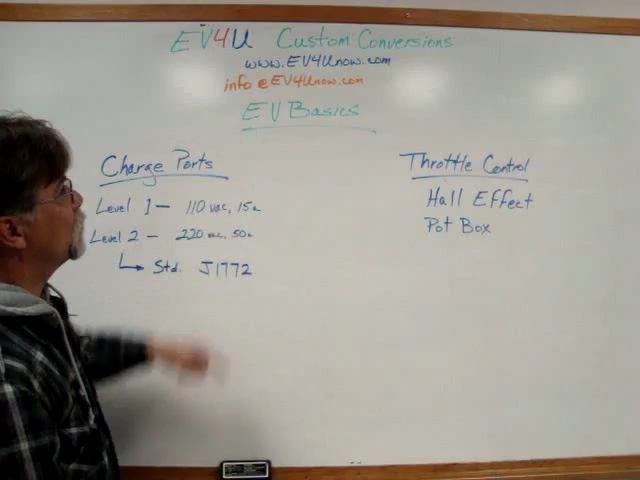 EV4U Custom Conversions
www.EV4Unow.com
info@EV4Unow.com
EV Basics
Charge Ports
Level 1 — 110 vac, 15a
Level 2 — 220 vac, 50a
↳ Std. J1772
Throttle Control
Hall Effect
Pot Box